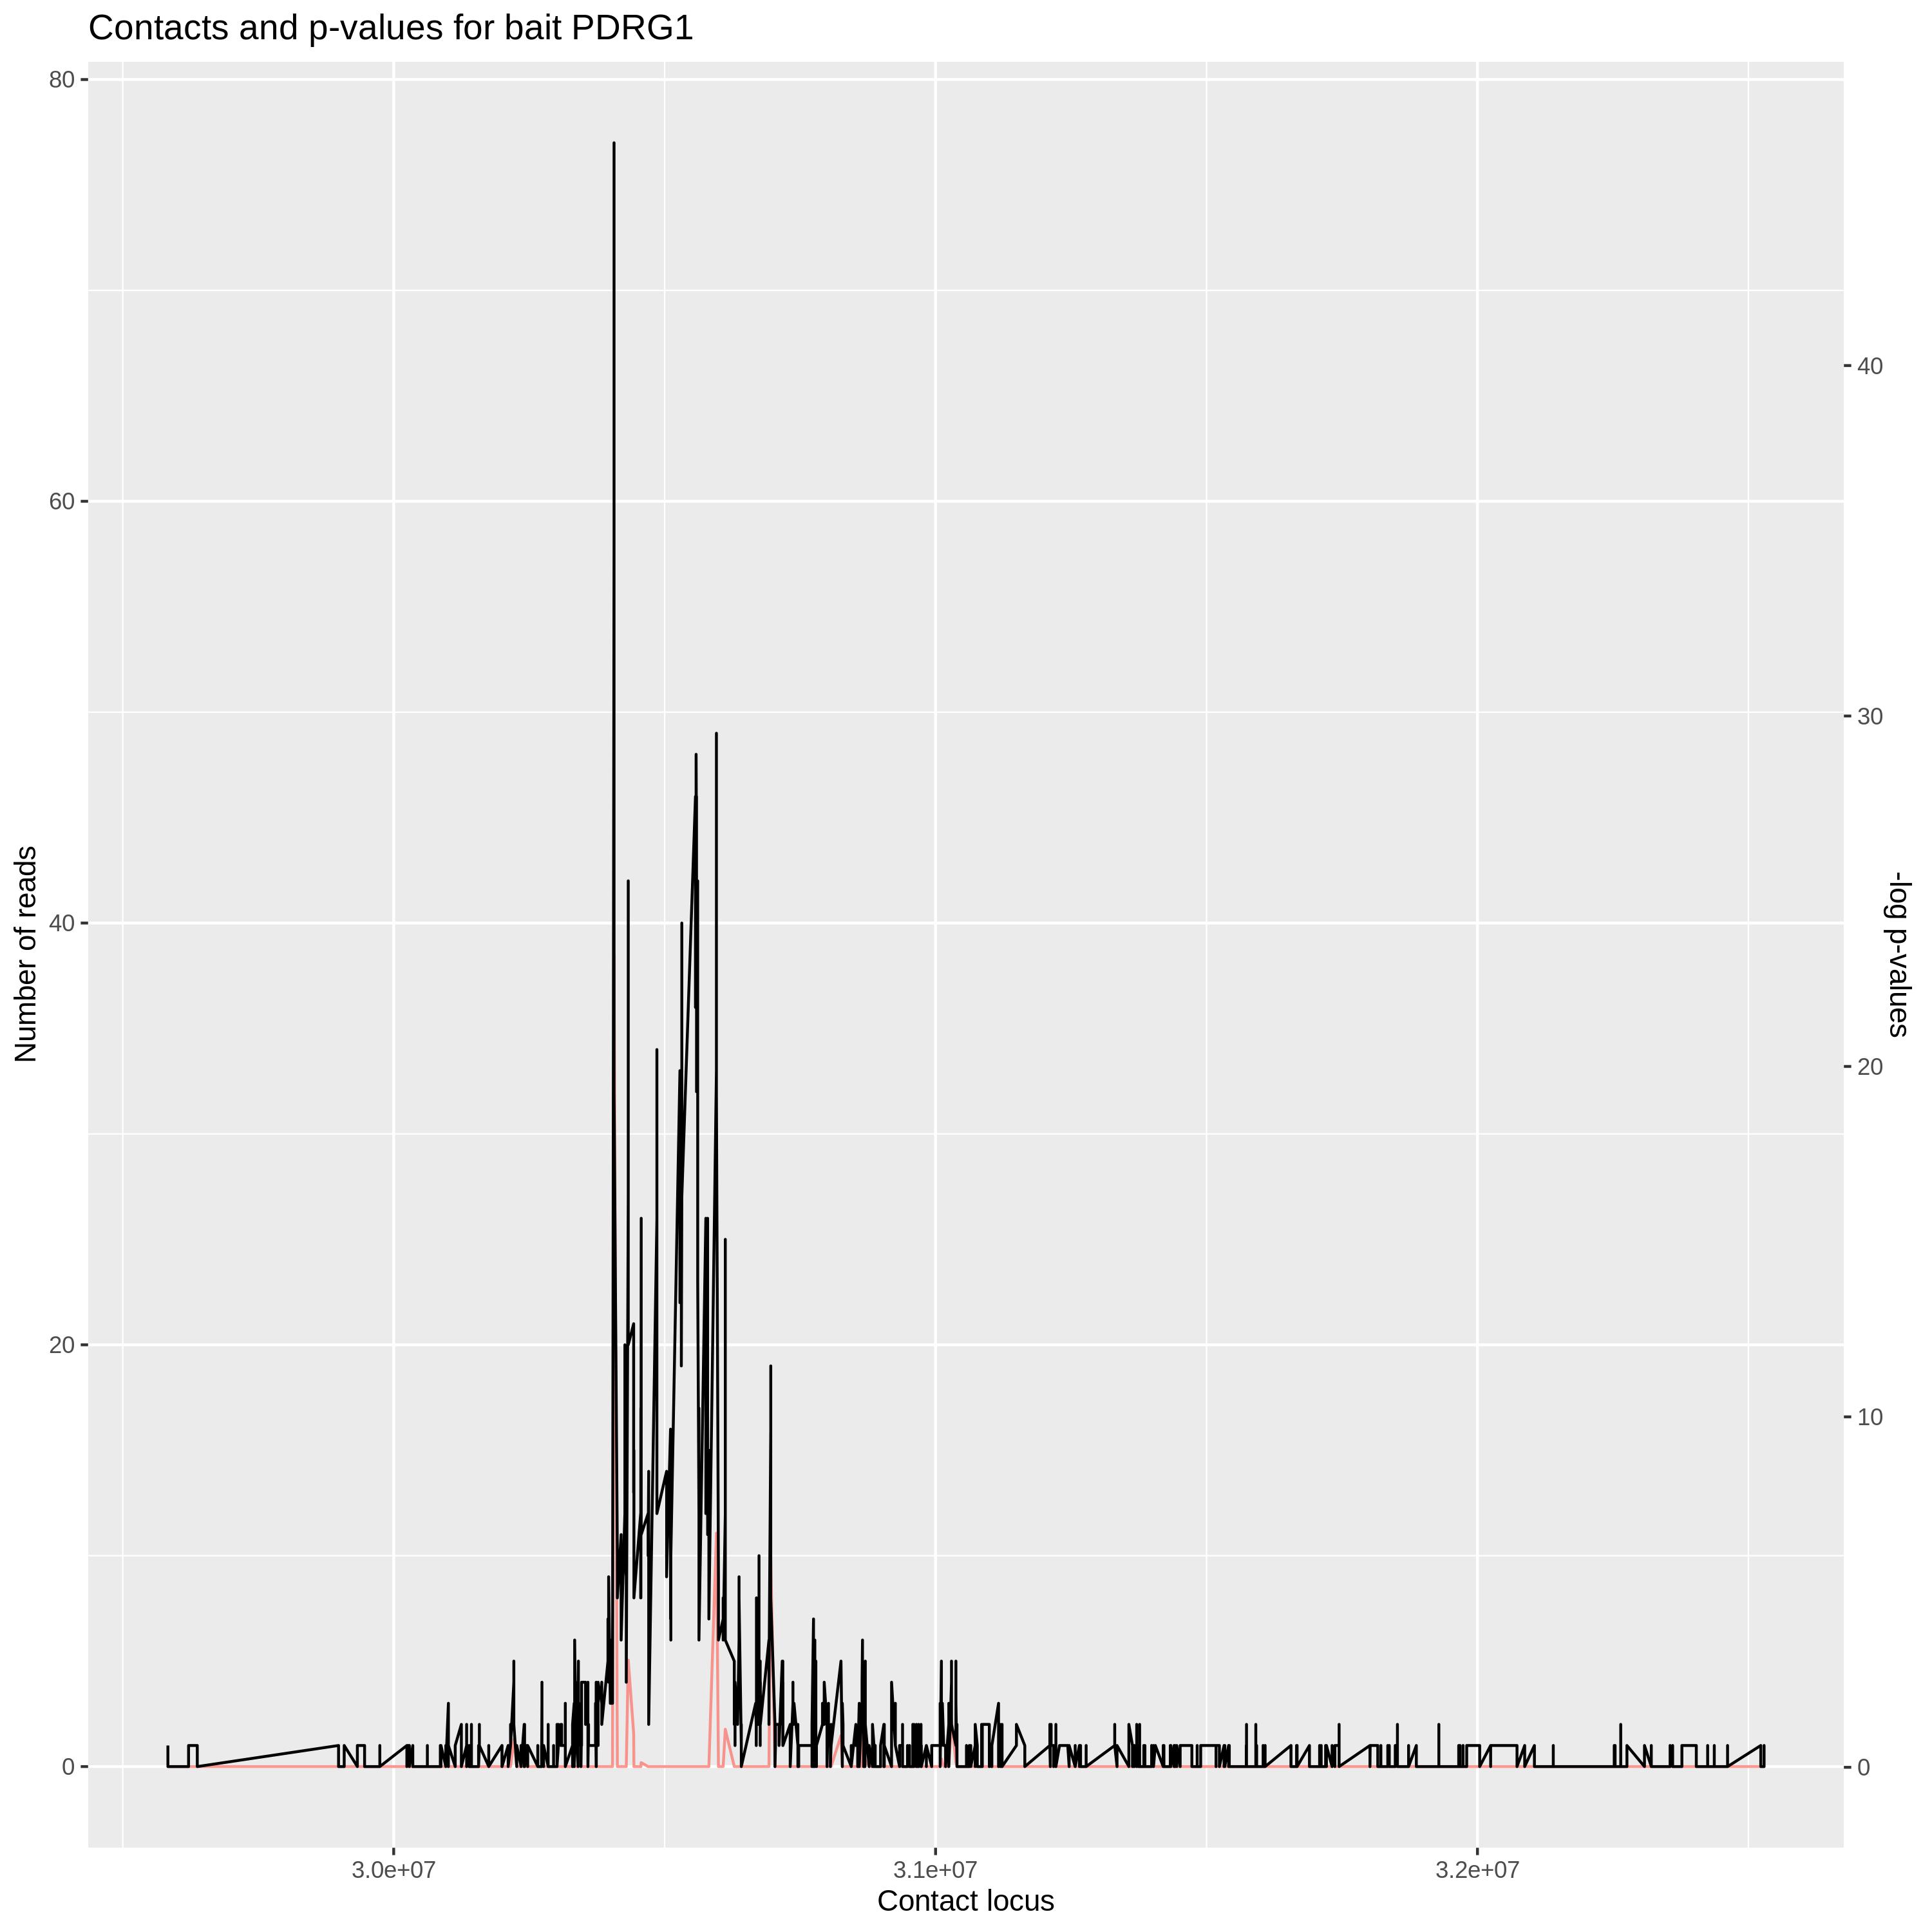 Contacts and p-values for bait PDRG1
80
60
40
20
0
Number of reads
40
30
20
10
0
-log p-values
3.0e+07
3.1e+07
3.2e+07
Contact locus